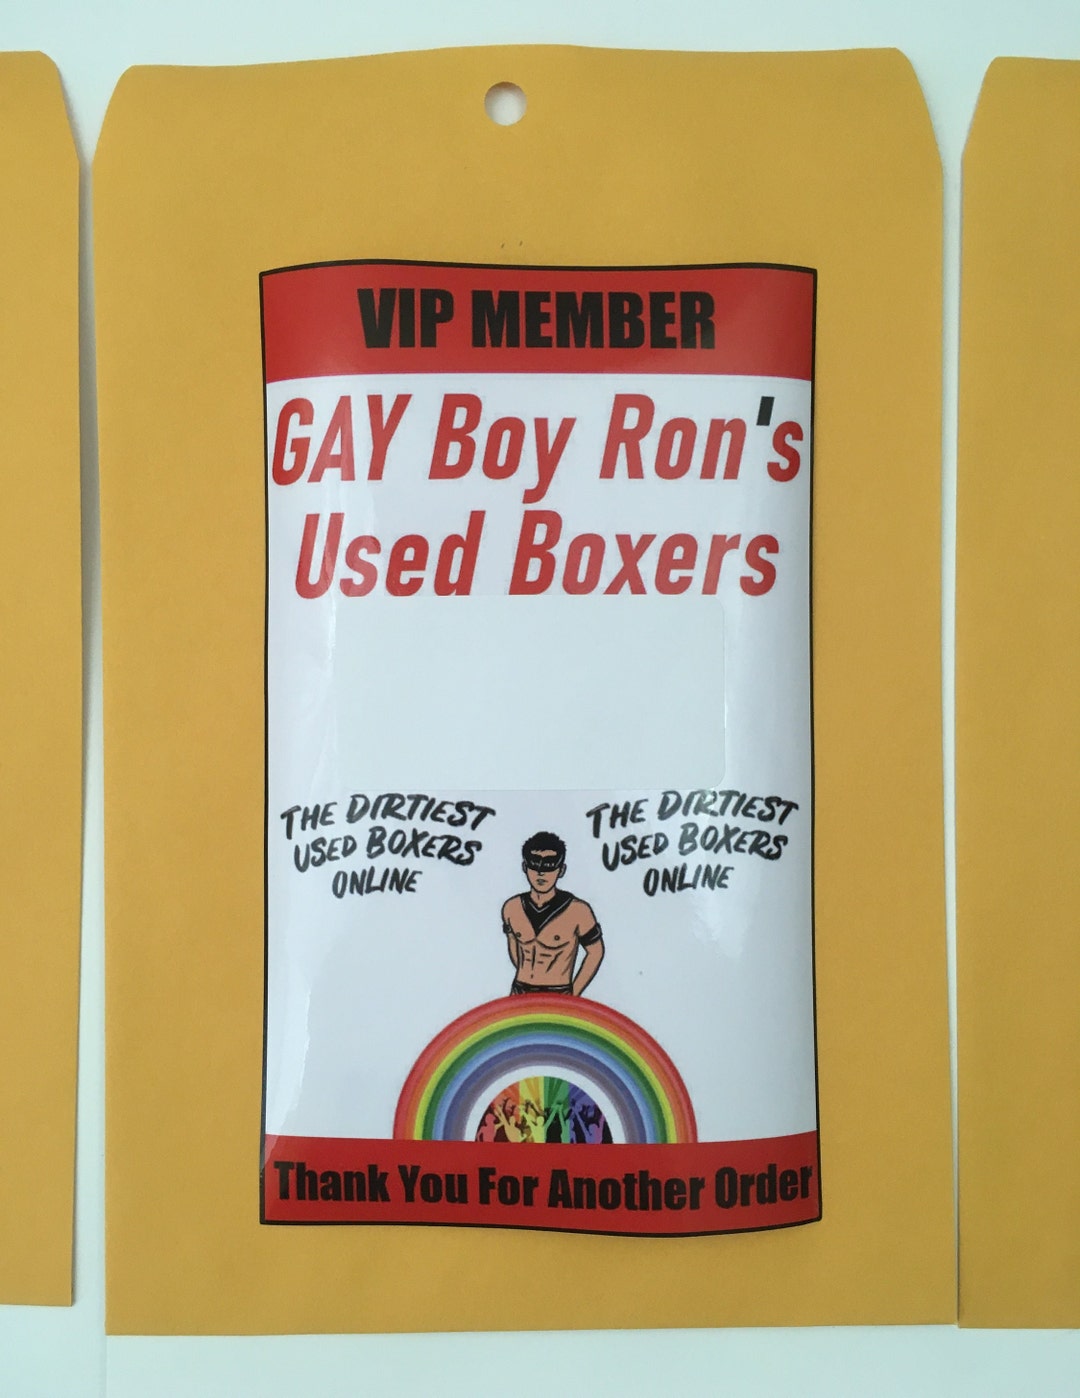 VIP MEMBER
GAY Boy Ron's
Used Boxers
THE DIRTIEST
USED BOXERS
ONLINE
THE DIRTIEST
USED BOXERS
ONLINE
Thank You For Another Order